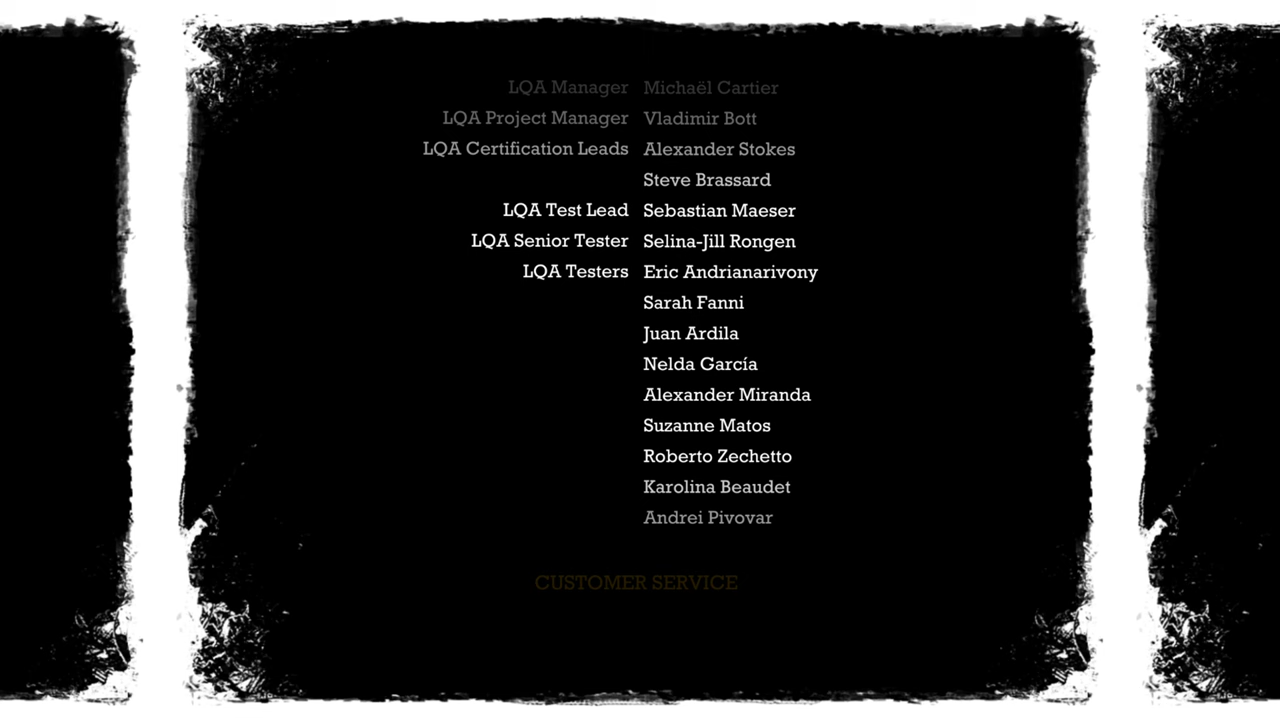 LQA Manager Michaël Cartier
LQA Project Manager Vladimir Bott
LQA Certification Leads Alexander Stokes
Steve Brassard
LQA Test Lead Sebastian Maeser
LQA Senior Tester Selina-Jill Rongen
LQA Testers Eric Andrianarivony
Sarah Fanni
Juan Ardila
Nelda García
Alexander Miranda
Suzanne Matos
Roberto Zechetto
Karolina Beaudet
Andrei Pivovar
CUSTOMER SERVICE